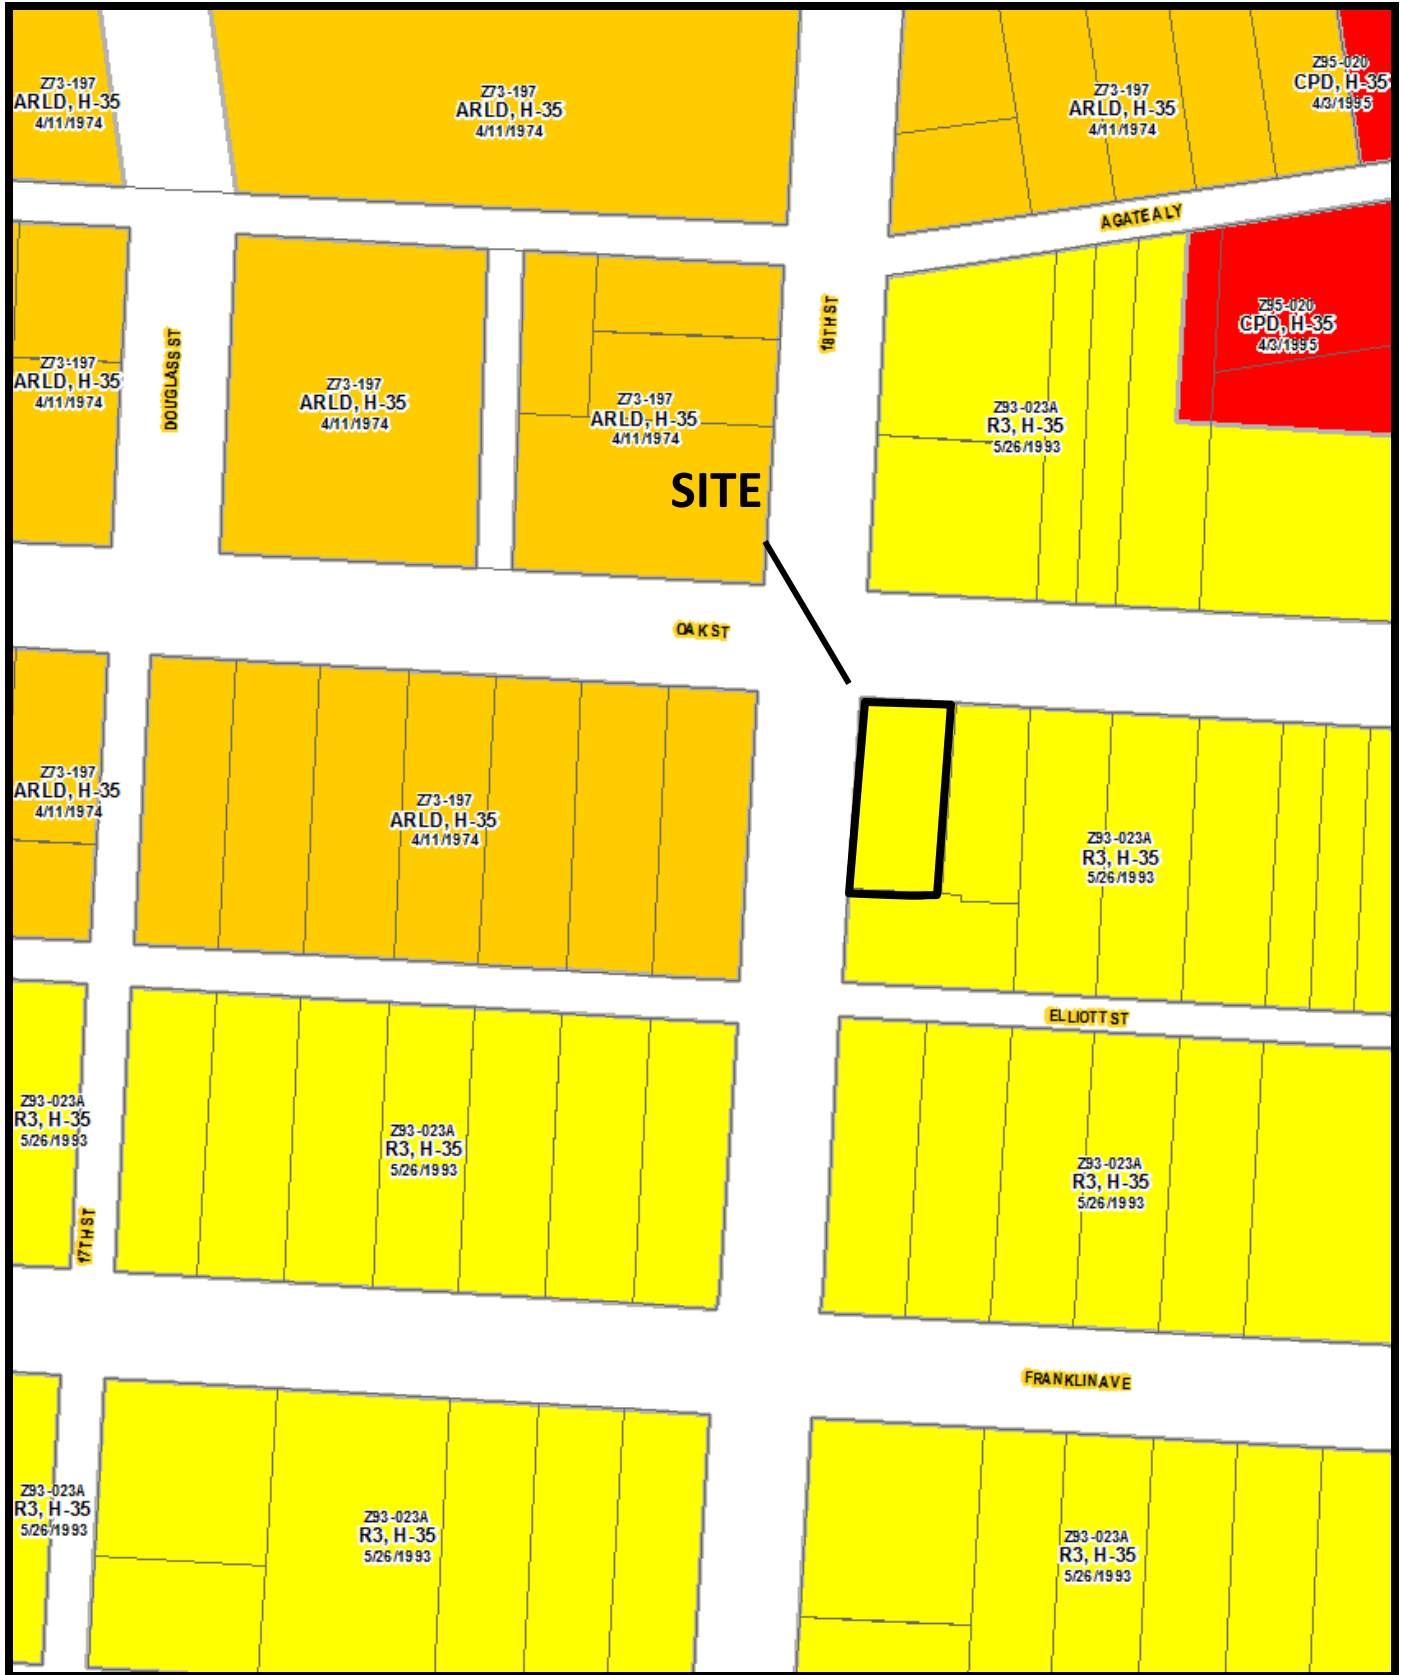 Z73-197
ARLD, H-35
4/11/1974
Z73-197
ARLD, H-35
4/11/1974
Z73-197
ARLD, H-35
4/11/1974
Z95-020
CPD, H-35
4/3/1995
AGATE ALY
Z95-020
CPD, H-35
4/3/1995
18TH ST
DOUGLASS ST
Z73-197
ARLD, H-35
4/11/1974
Z73-197
ARLD, H-35
4/11/1974
Z73-197
ARLD, H-35
4/11/1974
Z93-023A
R3, H-35
5/26/1993
SITE
OAK ST
Z73-197
ARLD, H-35
4/11/1974
Z73-197
ARLD, H-35
4/11/1974
Z93-023A
R3, H-35
5/26/1993
ELLIOTT ST
Z93-023A
R3, H-35
5/26/1993
Z93-023A
R3, H-35
5/26/1993
Z93-023A
R3, H-35
5/26/1993
17TH ST
FRANKLIN AVE
Z93-023A
R3, H-35
5/26/1993
Z93-023A
R3, H-35
5/26/1993
Z93-023A
R3, H-35
5/26/1993